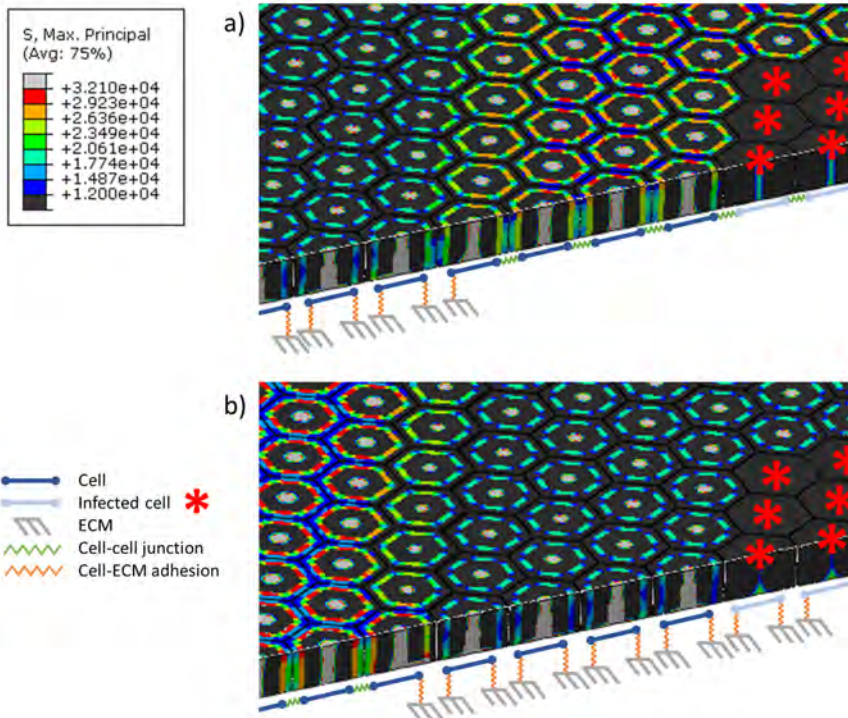 S, Max. Principal
(Avg: 75%)
+3.210e+04
+2.923e+04
+2.636e+04
+2.349e+04
+2.061e+04
+1.774e+04
+1.487e+04
+1.200e+04
a)
b)
Cell
Infected cell
ECM
Cell-cell junction
Cell-ECM adhesion